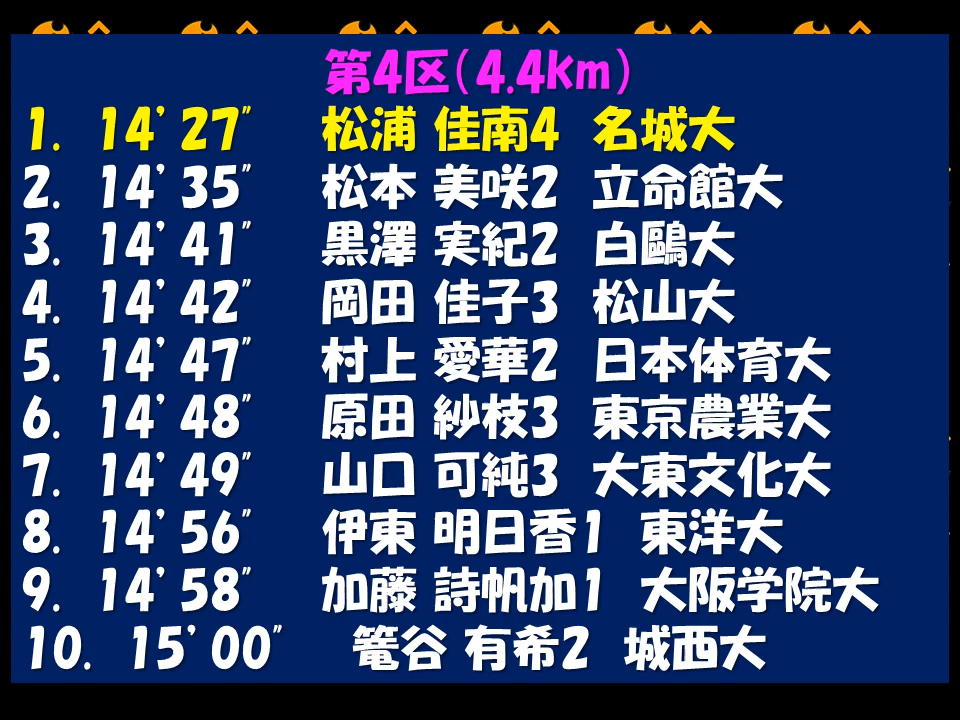 第4区(4.4km)
1. 14'27" 松浦 佳南4 名城大
2. 14'35" 松本 美咲2 立命館大
3. 14'41" 黒澤 実紀2 白鷗大
4. 14'42" 岡田 佳子3 松山大
5. 14'47" 村上 愛華2 日本体育大
6. 14'48" 原田 紗枝3 東京農業大
7. 14'49" 山口 可純3 大東文化大
8. 14'56" 伊東 明日香1 東洋大
9. 14'58" 加藤 詩帆加1 大阪学院大
10. 15'00" 篭谷 有希2 城西大